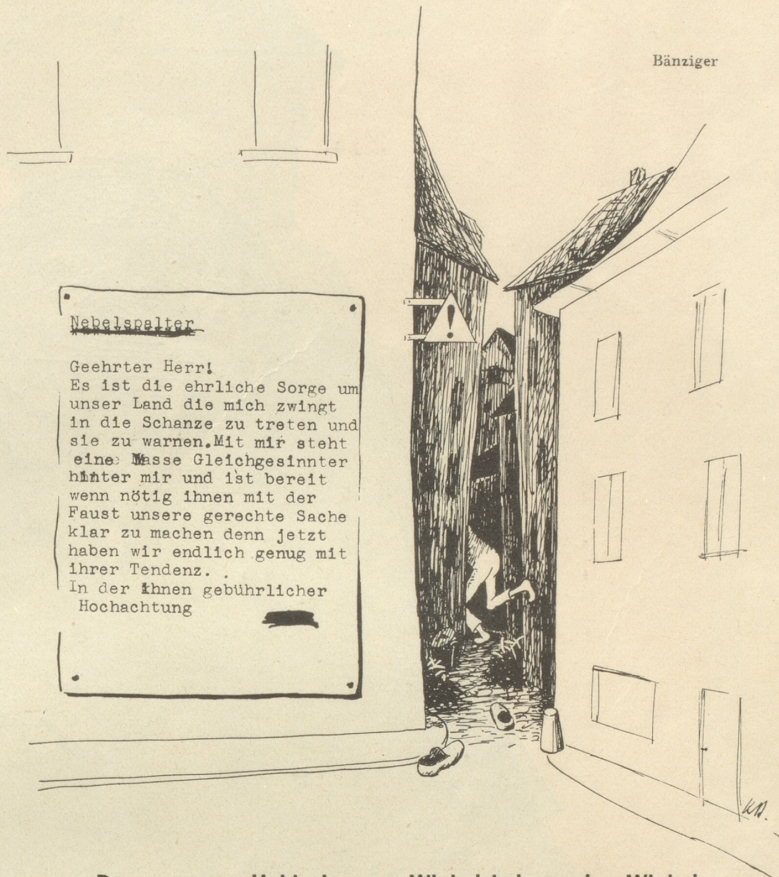 Bänziger
!
Nebelspalter
Geehrter Herr!
Es ist die ehrliche Sorge um
unser Land die mich zwingt
in die Schanze zu treten und
sie zu warnen.Mit mir steht
eine Masse Gleichgesinnter
hinter mir und ist bereit
wenn nötig ihnen mit der
Faust unsere gerechte Sache
klar zu machen denn jetzt
haben wir endlich genug mit
ihrer Tendenz.
In der ihnen gebührlicher
Hochachtung